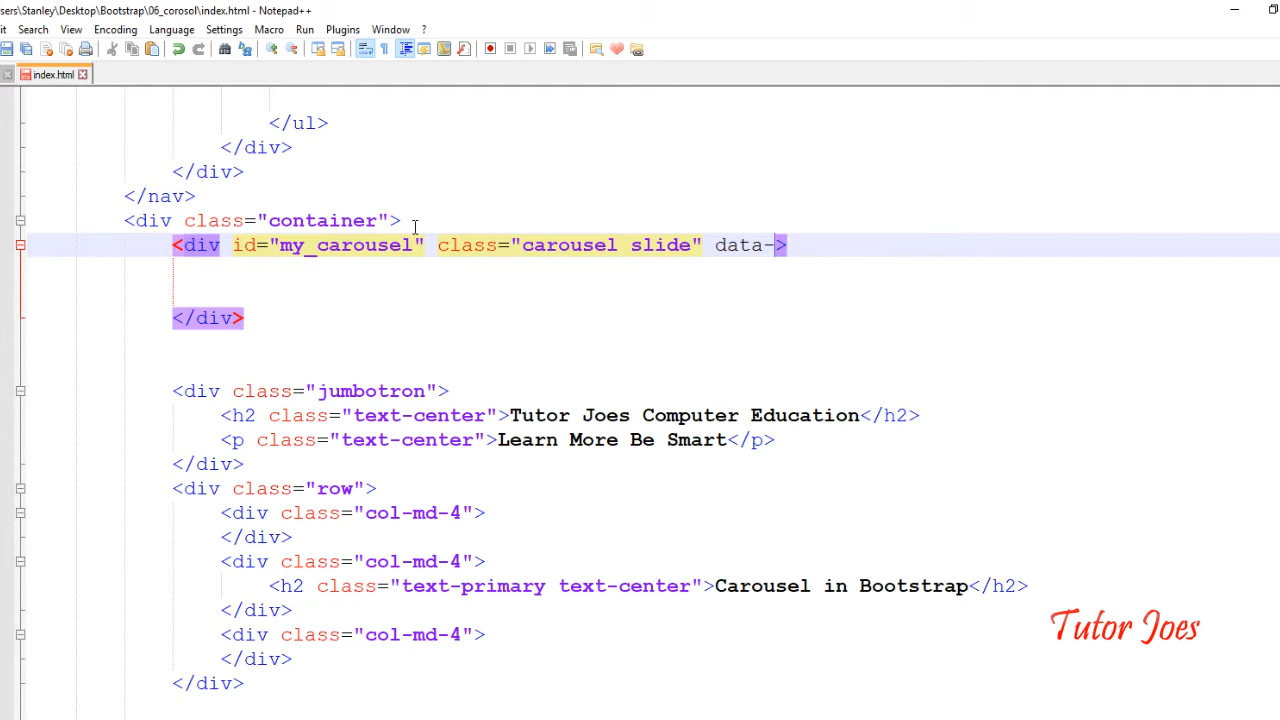 sers\Stanley\Desktop\Bootstrap\06_corosol\index.html - Notepad++
it Search View Encoding Language Settings Macro Run Plugins Window ?
index.html
</ul>
</div>
</div>
</nav>
<div class="container">
<div id="my_carousel" class="carousel slide" data->
</div>
<div class="jumbotron">
<h2 class="text-center">Tutor Joes Computer Education</h2>
<p class="text-center">Learn More Be Smart</p>
</div>
<div class="row">
<div class="col-md-4">
</div>
<div class="col-md-4">
<h2 class="text-primary text-center">Carousel in Bootstrap</h2>
</div>
<div class="col-md-4">
</div>
</div>
Tutor Joes